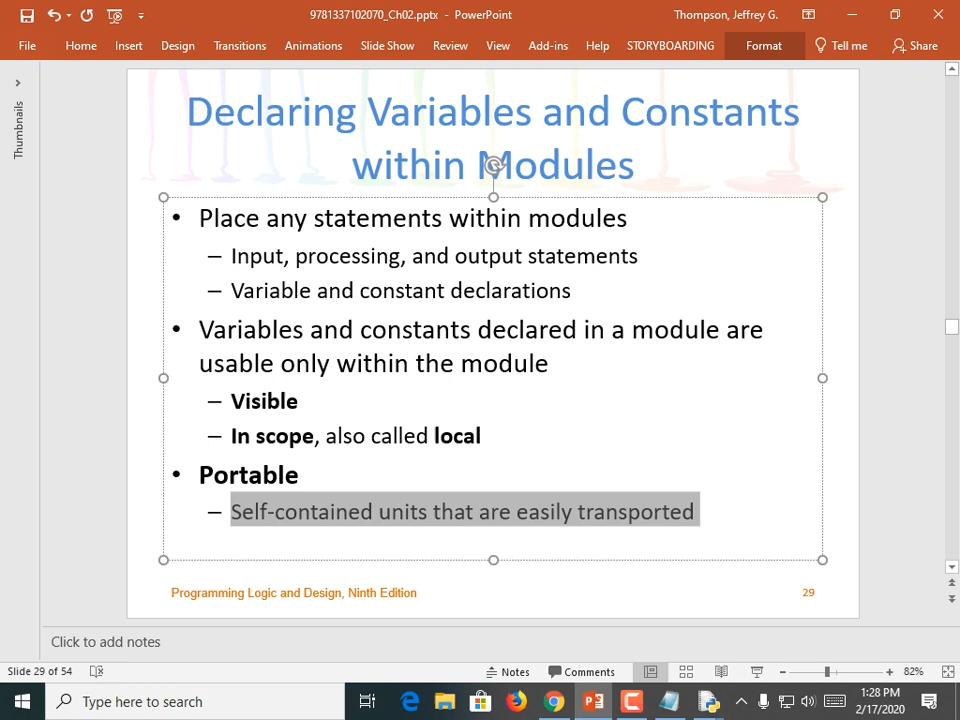 9781337102070_Ch02.pptx - PowerPoint
Thompson, Jeffrey G.
File Home Insert Design Transitions Animations Slide Show Review View Add-ins Help STORYBOARDING Format Tell me Share
Thumbnails
Declaring Variables and Constants
within Modules
• Place any statements within modules
– Input, processing, and output statements
– Variable and constant declarations
• Variables and constants declared in a module are
usable only within the module
– Visible
– In scope, also called local
• Portable
– Self-contained units that are easily transported
Programming Logic and Design, Ninth Edition
29
Click to add notes
Slide 29 of 54 Notes Comments 82%
Type here to search
1:28 PM
2/17/2020